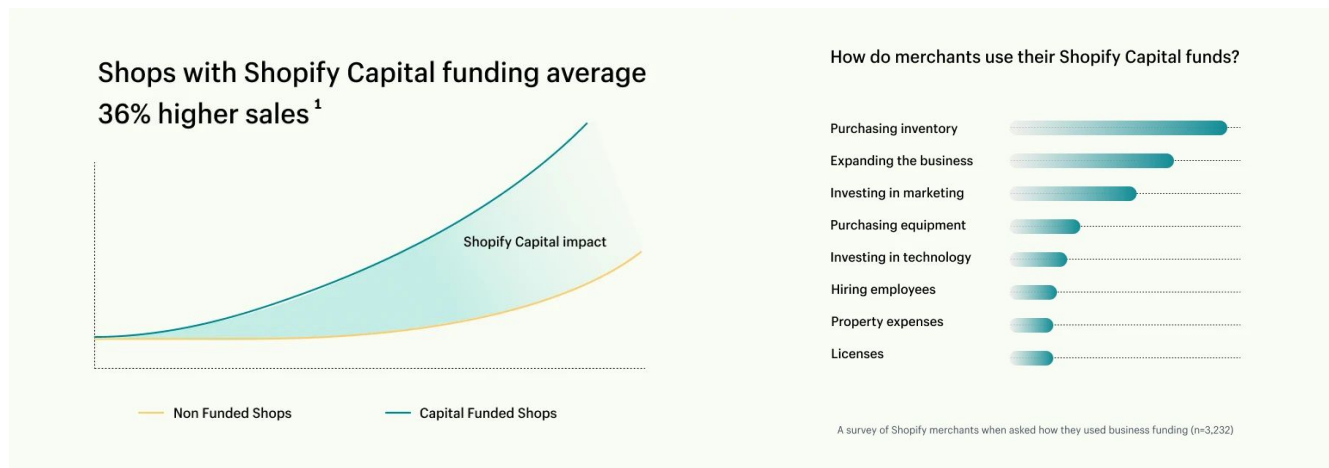 Shops with Shopify Capital funding average
36% higher sales¹
Shopify Capital impact
Non Funded Shops
Capital Funded Shops
How do merchants use their Shopify Capital funds?
Purchasing inventory
Expanding the business
Investing in marketing
Purchasing equipment
Investing in technology
Hiring employees
Property expenses
Licenses
A survey of Shopify merchants when asked how they used business funding (n=3,232)